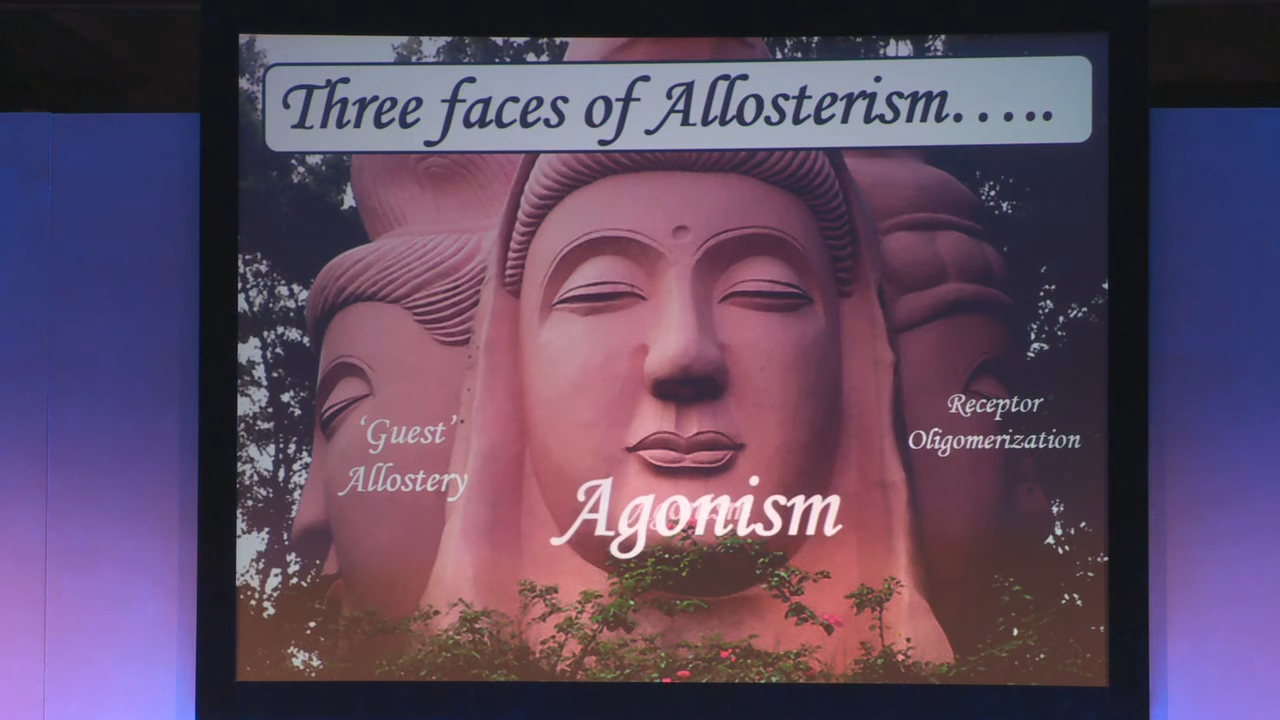 Three faces of Allosterism.....
‘Guest’
Allostery
Agonism
Receptor
Oligomerization